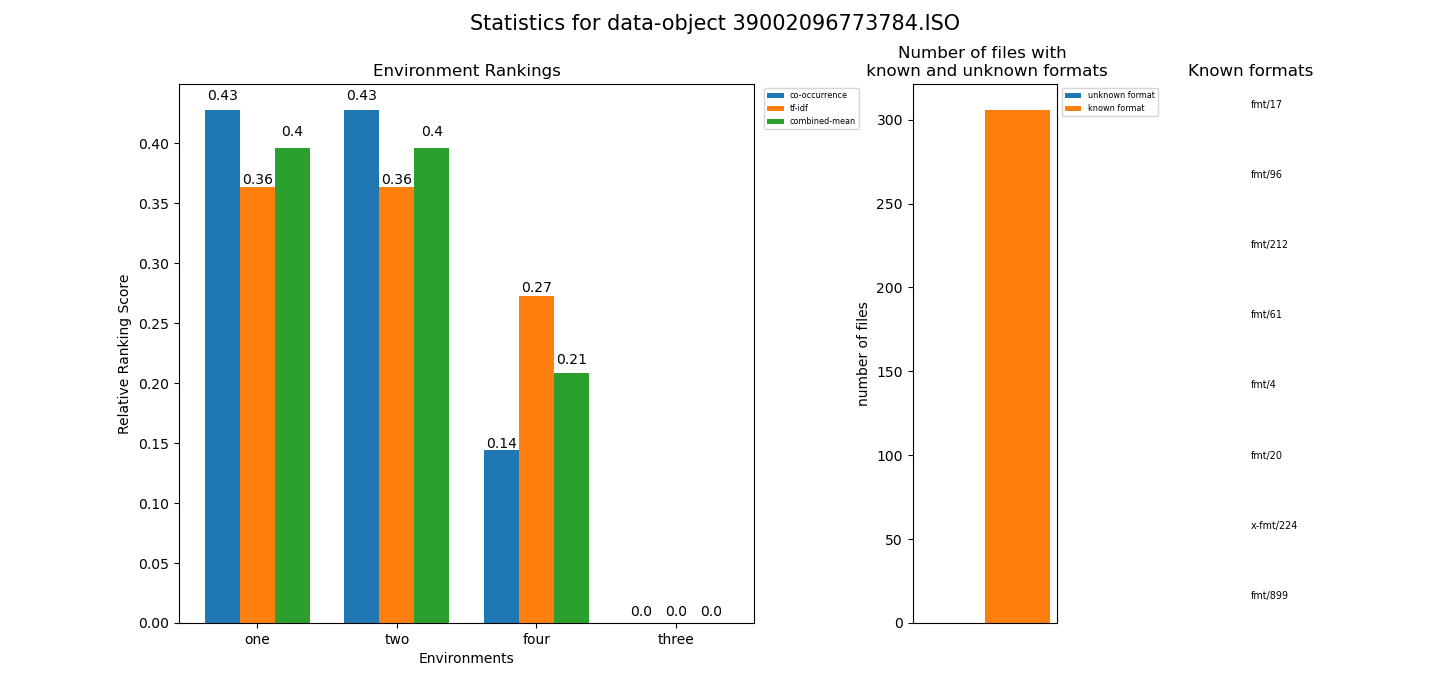 Statistics for data-object 39002096773784.ISO
Environment Rankings
0.43
0.36
0.4
0.43
0.36
0.4
0.14
0.27
0.21
0.0
0.0
0.0
0.40
0.35
0.30
0.25
0.20
0.15
0.10
0.05
0.00
Relative Ranking Score
one
two
four
three
Environments
co-occurrence
tf-idf
combined-mean
Number of files with
known and unknown formats
300
250
200
150
100
50
0
number of files
unknown format
known format
Known formats
fmt/17
fmt/96
fmt/212
fmt/61
fmt/4
fmt/20
x-fmt/224
fmt/899